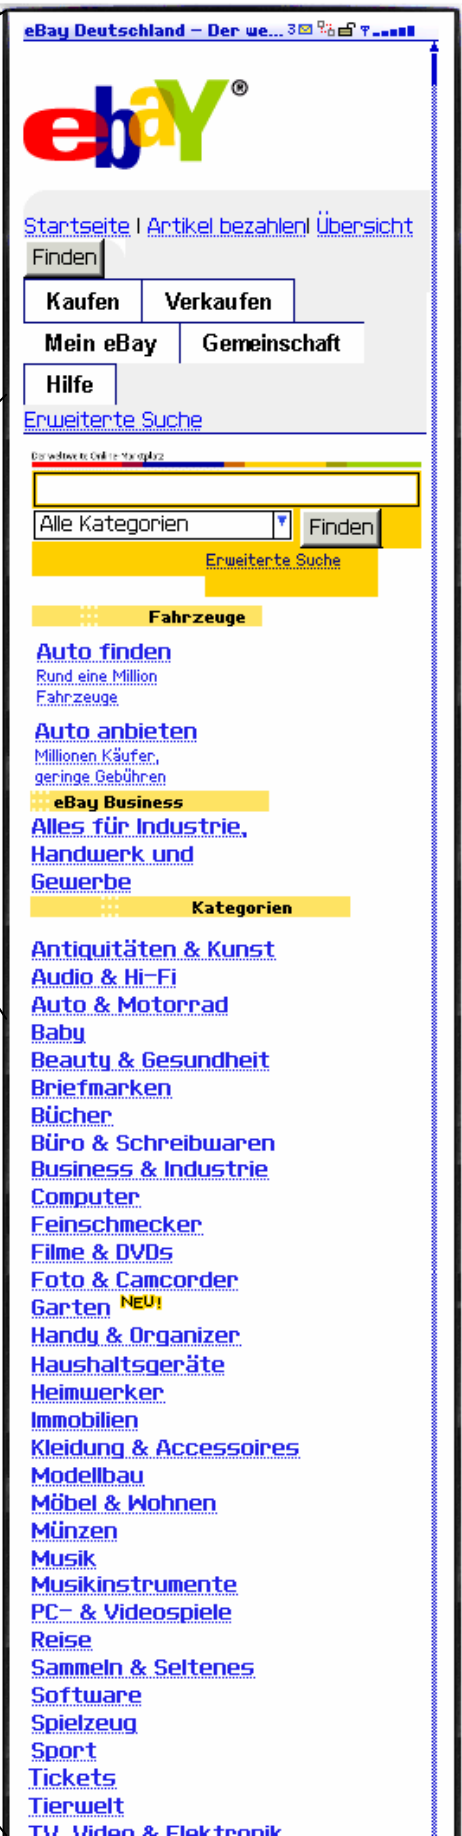 eBay Deutschland – Der we... 3
ebaY®
Startseite | Artikel bezahlen| Übersicht
Finden
Kaufen Verkaufen
Mein eBay Gemeinschaft
Hilfe
Erweiterte Suche
Der weltweite Online-Marktplatz
Alle Kategorien Finden
Erweiterte Suche
Fahrzeuge
Auto finden
Rund eine Million
Fahrzeuge
Auto anbieten
Millionen Käufer,
geringe Gebühren
eBay Business
Alles für Industrie,
Handwerk und
Gewerbe
Kategorien
Antiquitäten & Kunst
Audio & Hi-Fi
Auto & Motorrad
Baby
Beauty & Gesundheit
Briefmarken
Bücher
Büro & Schreibwaren
Business & Industrie
Computer
Feinschmecker
Filme & DVDs
Foto & Camcorder
Garten NEU!
Handy & Organizer
Haushaltsgeräte
Heimwerker
Immobilien
Kleidung & Accessoires
Modellbau
Möbel & Wohnen
Münzen
Musik
Musikinstrumente
PC- & Videospiele
Reise
Sammeln & Seltenes
Software
Spielzeug
Sport
Tickets
Tierwelt
TV, Video & Elektronik